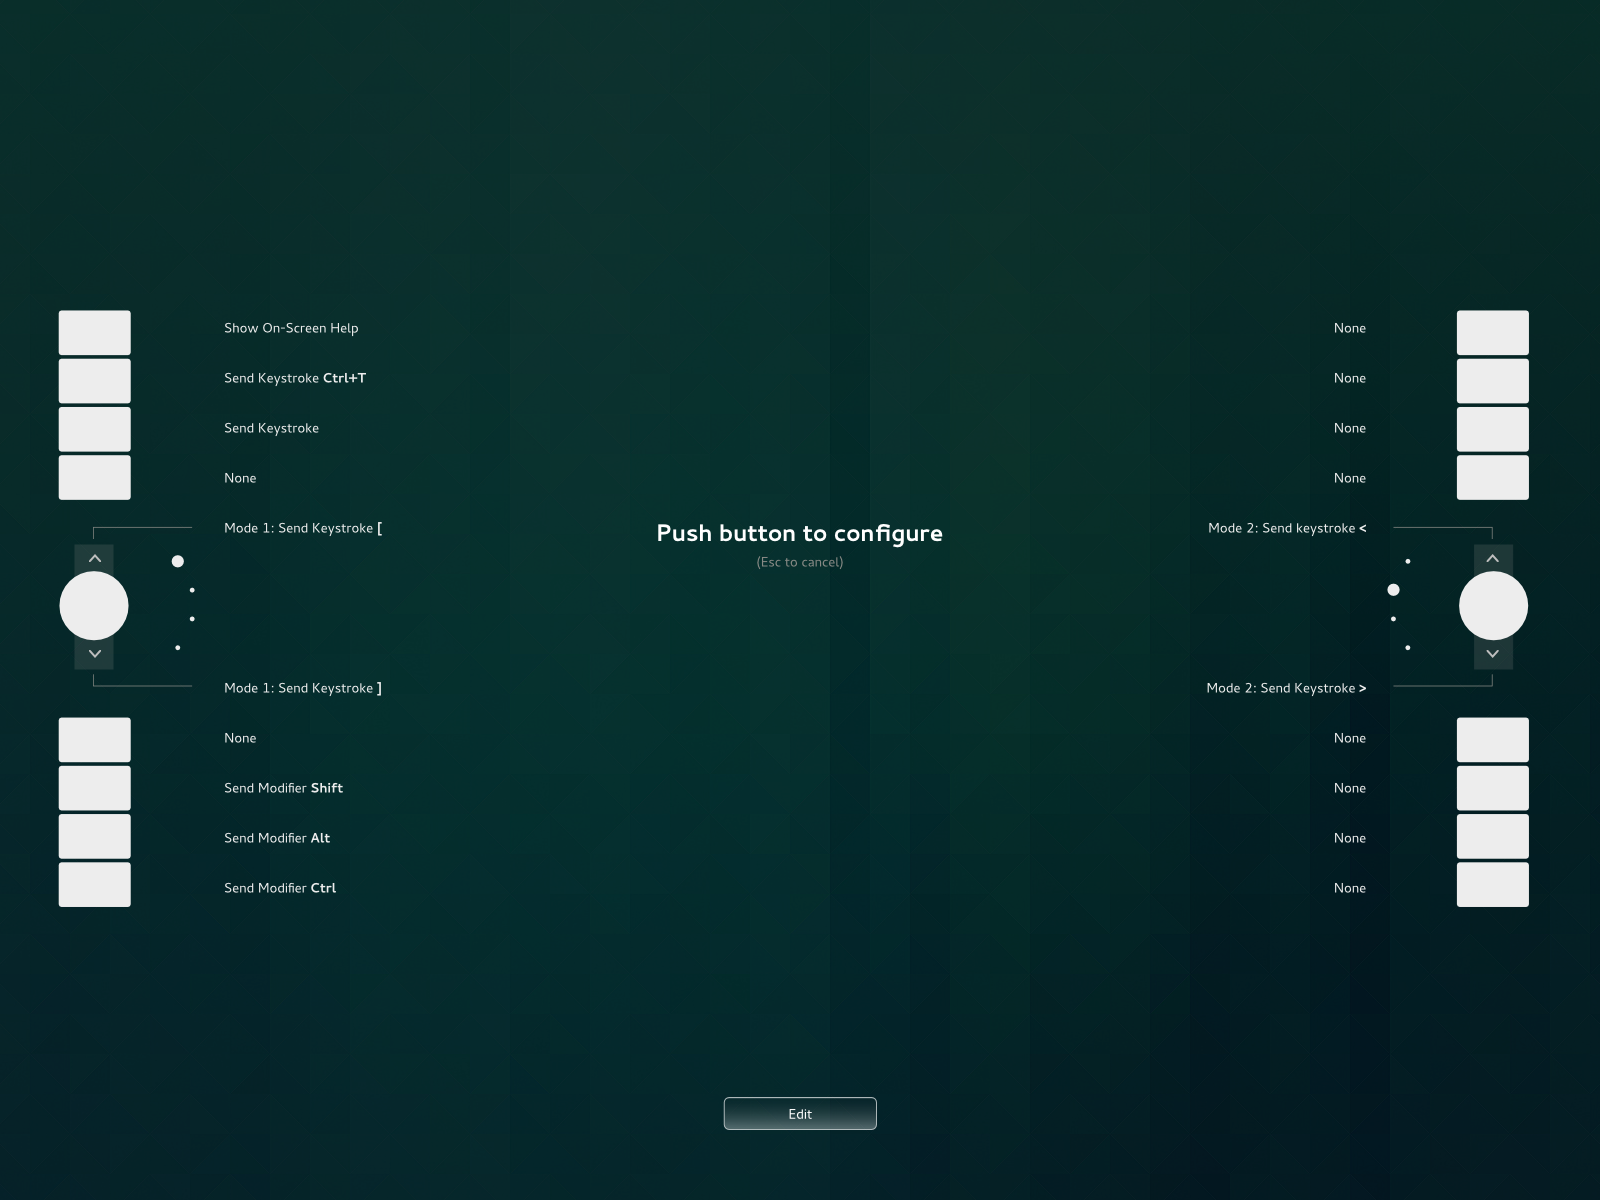 Show On-Screen Help
None
Send Keystroke Ctrl+T
None
Send Keystroke
None
None
None
Mode 1: Send Keystroke [
Push button to configure
Mode 2: Send keystroke <
(Esc to cancel)
Mode 1: Send Keystroke ]
Mode 2: Send Keystroke >
None
None
Send Modifier Shift
None
Send Modifier Alt
None
Send Modifier Ctrl
None
Edit